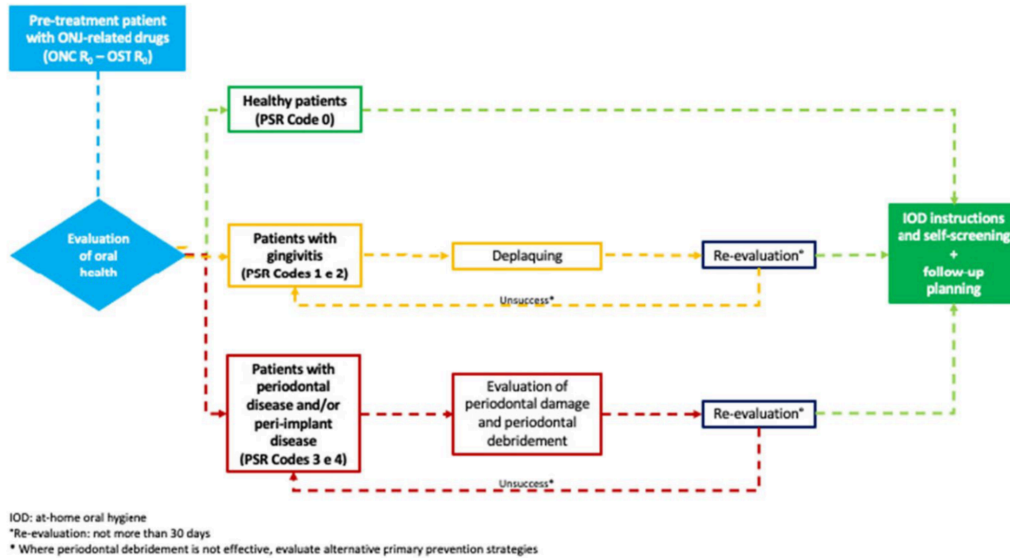 Pre-treatment patient
with ONJ-related drugs
(ONC R₀ – OST R₀)
Healthy patients
(PSR Code 0)
Evaluation
of oral
health
Patients with
gingivitis
(PSR Codes 1 e 2)
Deplaquing
Re-evaluation°
Unsuccess*
IOD instructions
and self-screening
+
follow-up
planning
Patients with
periodontal
disease and/or
peri-implant
disease
(PSR Codes 3 e 4)
Evaluation of
periodontal damage
and periodontal
debridement
Re-evaluation°
Unsuccess*
IOD: at-home oral hygiene
°Re-evaluation: not more than 30 days
* Where periodontal debridement is not effective, evaluate alternative primary prevention strategies